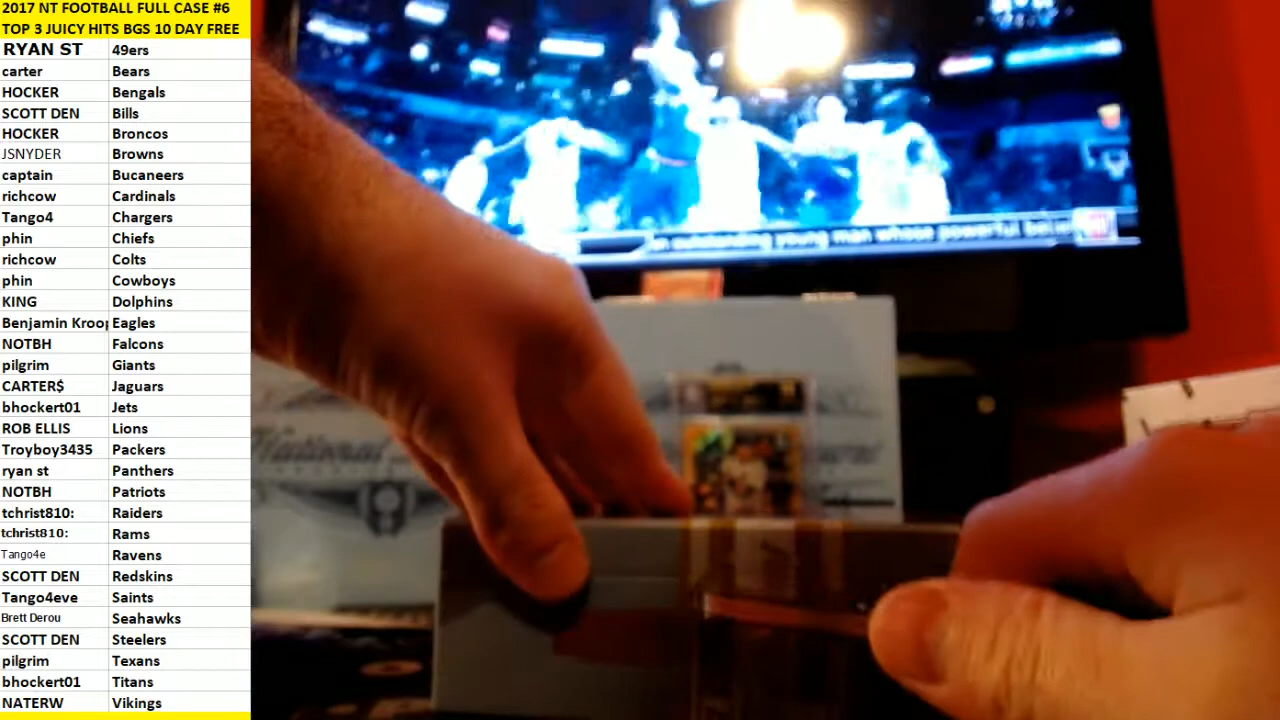 2017 NT FOOTBALL FULL CASE #6
TOP 3 JUICY HITS BGS 10 DAY FREE
RYAN ST 49ers
carter Bears
HOCKER Bengals
SCOTT DEN Bills
HOCKER Broncos
JSNYDER Browns
captain Bucaneers
richcow Cardinals
Tango4 Chargers
phin Chiefs
richcow Colts
phin Cowboys
KING Dolphins
Benjamin Kroop Eagles
NOTBH Falcons
pilgrim Giants
CARTER$ Jaguars
bhockert01 Jets
ROB ELLIS Lions
Troyboy3435 Packers
ryan st Panthers
NOTBH Patriots
tchrist810: Raiders
tchrist810: Rams
Tango4e Ravens
SCOTT DEN Redskins
Tango4eve Saints
Brett Derou Seahawks
SCOTT DEN Steelers
pilgrim Texans
bhockert01 Titans
NATERW Vikings
an outstanding young man whose powerful
National